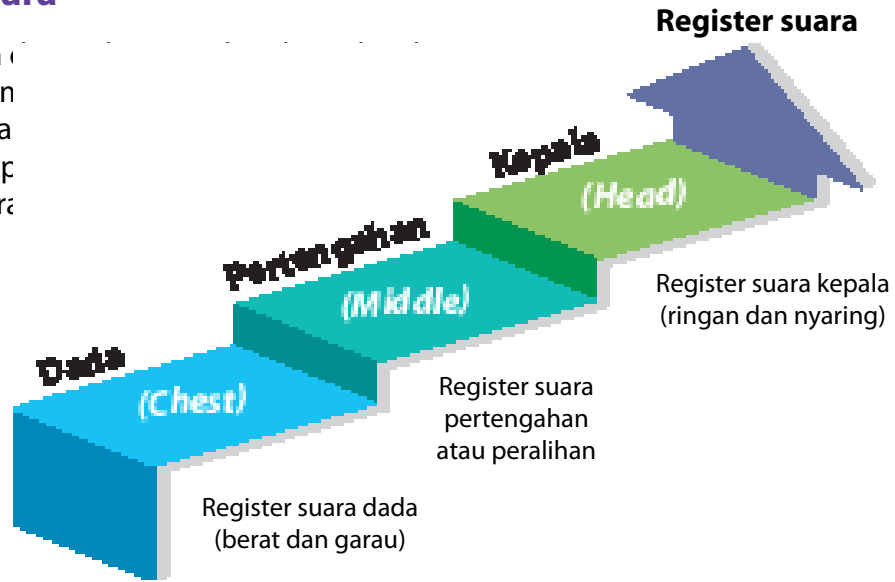 Register suara
Kepala
(Head)
Pertengahan
(Middle)
Register suara kepala
(ringan dan nyaring)
Dada
(Chest)
Register suara
pertengahan
atau peralihan
Register suara dada
(berat dan garau)